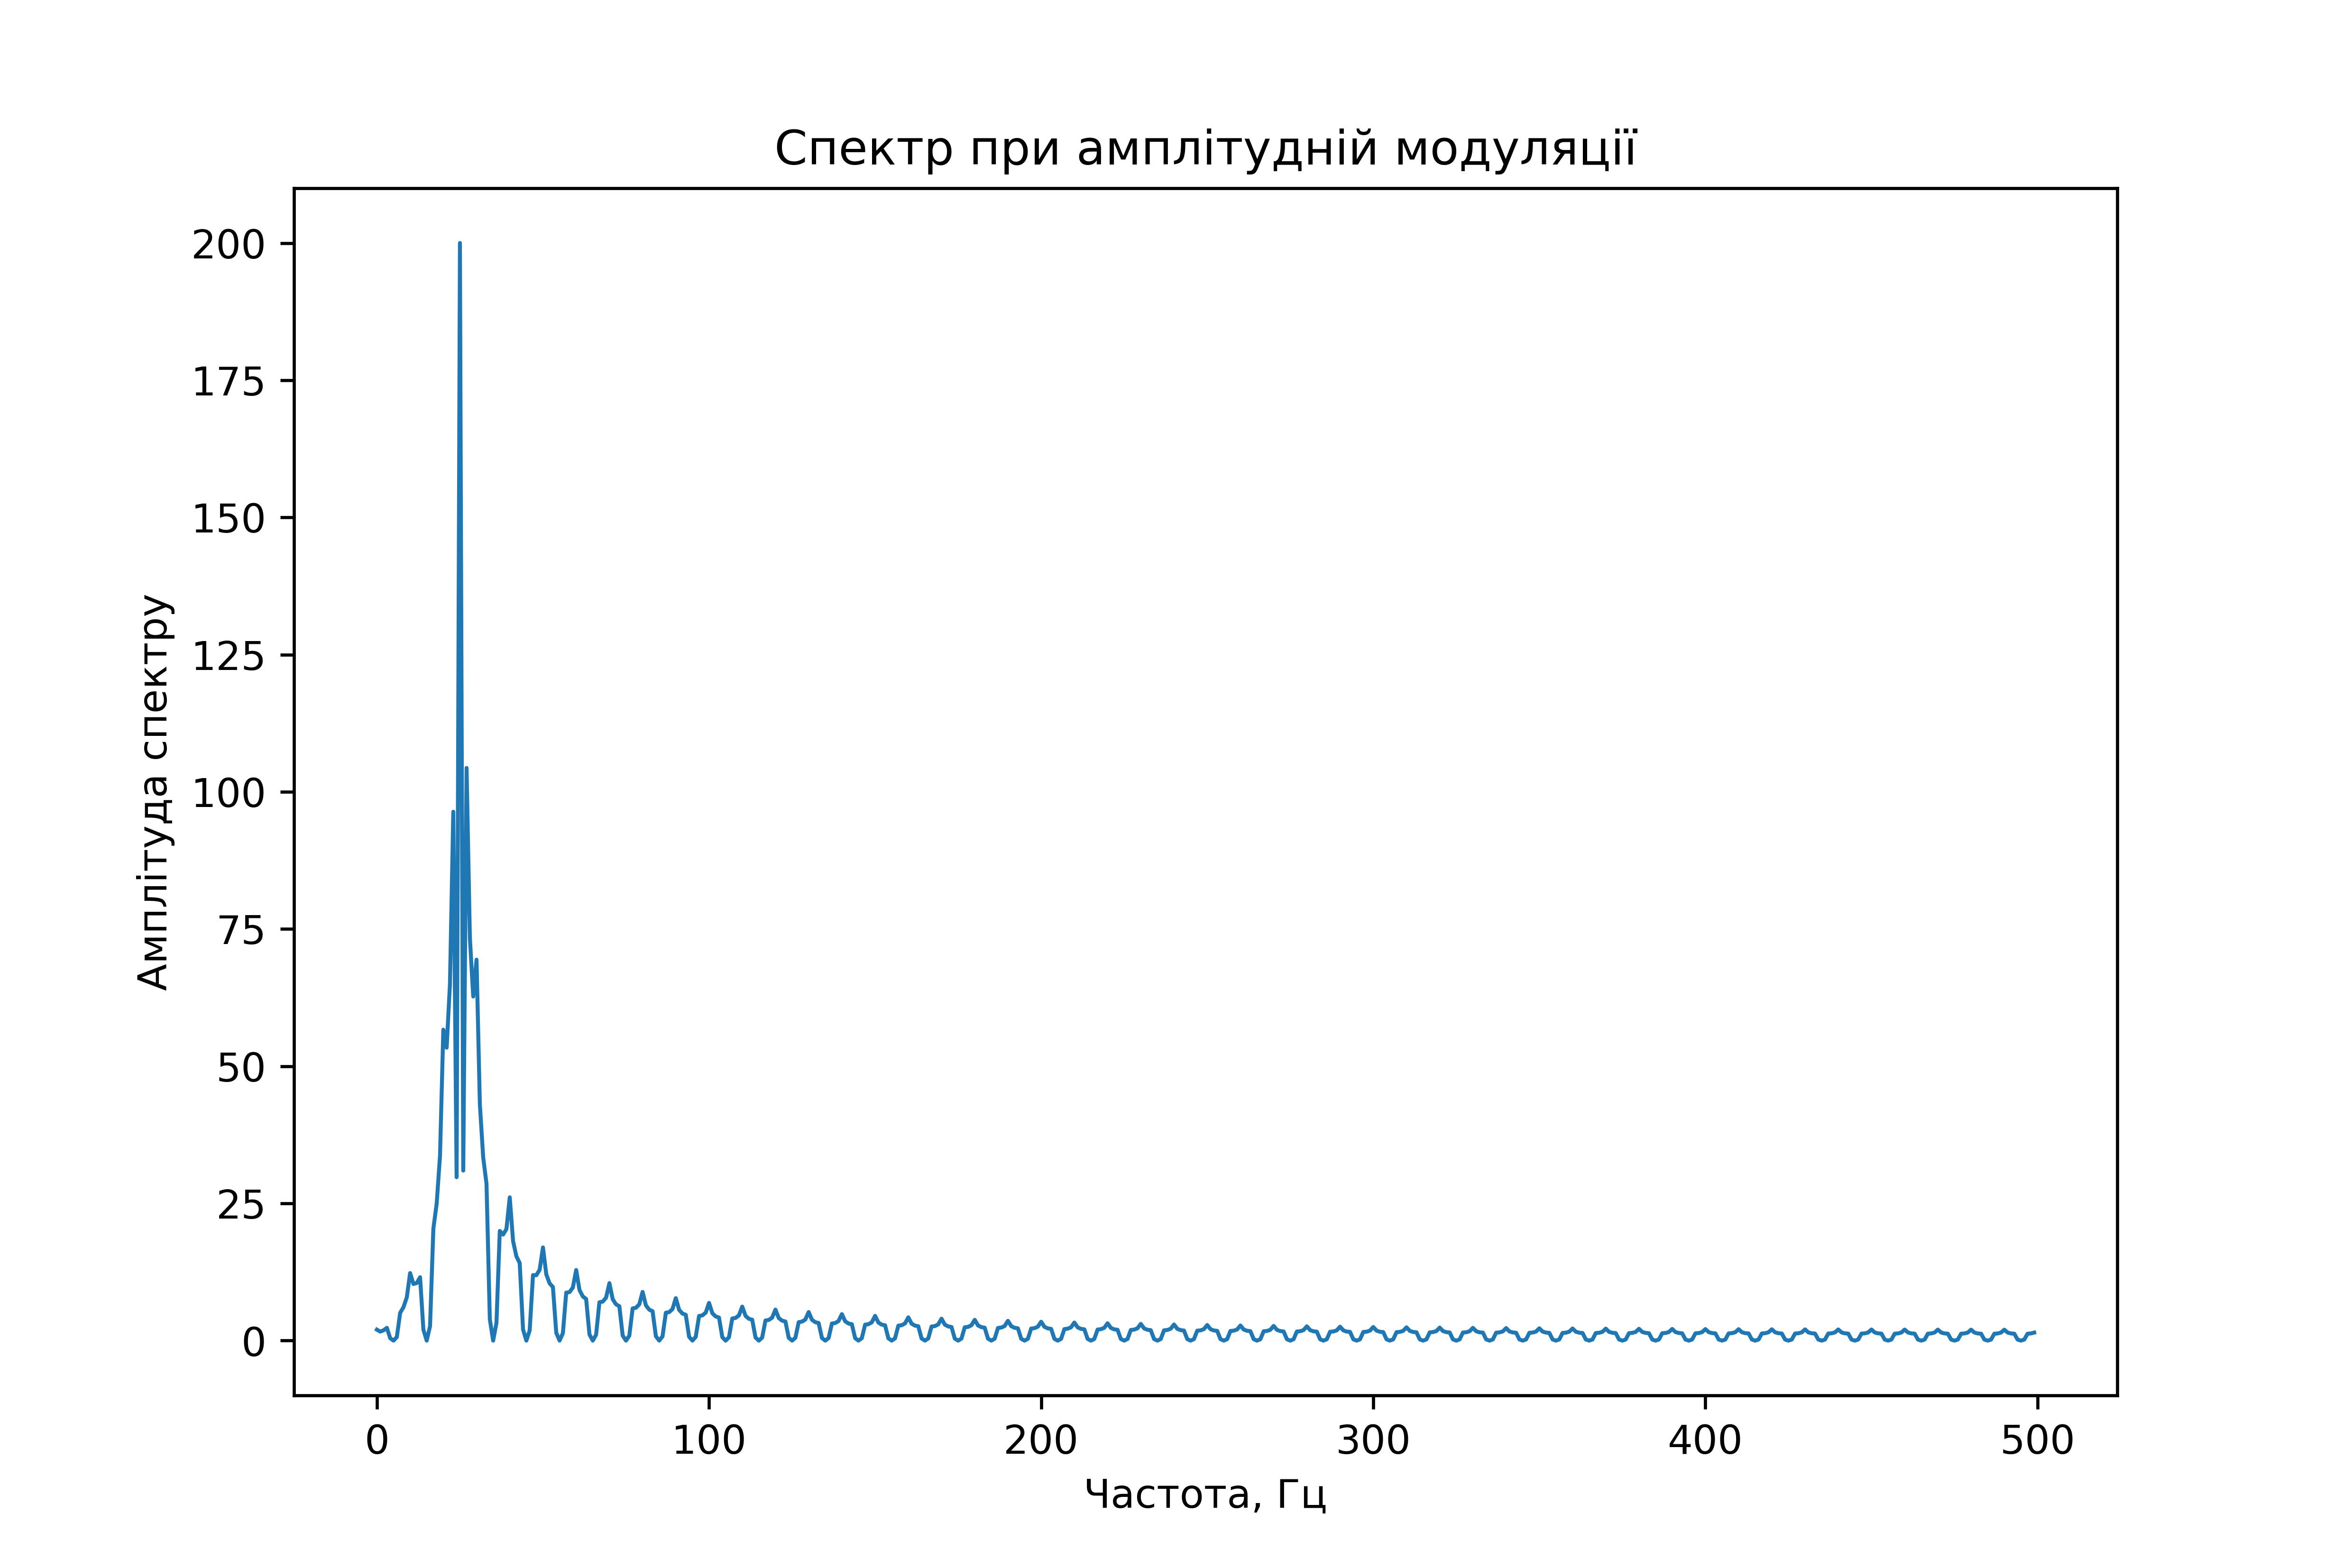 Спектр при амплітудній модуляції
200
175
150
125
100
75
50
25
0
Амплітуда спектру
0 100 200 300 400 500
Частота, Гц